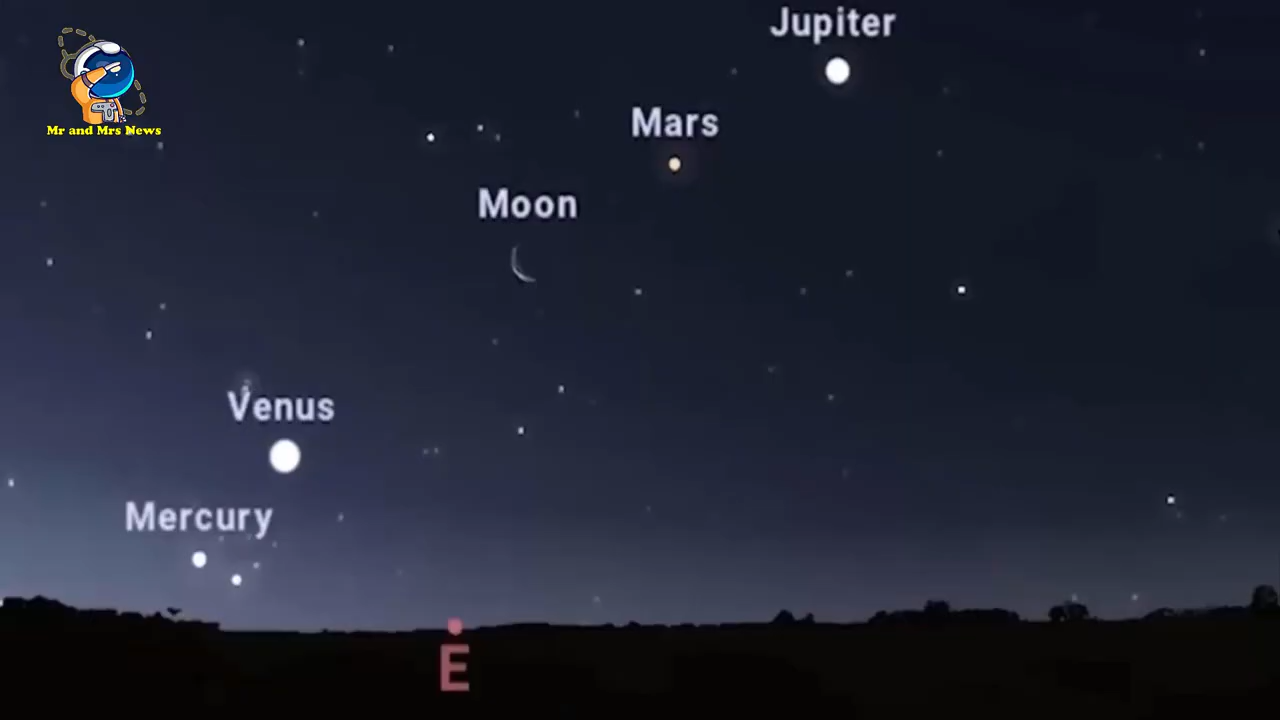 Jupiter
Mr and Mrs News
Mars
Moon
Venus
Mercury
E